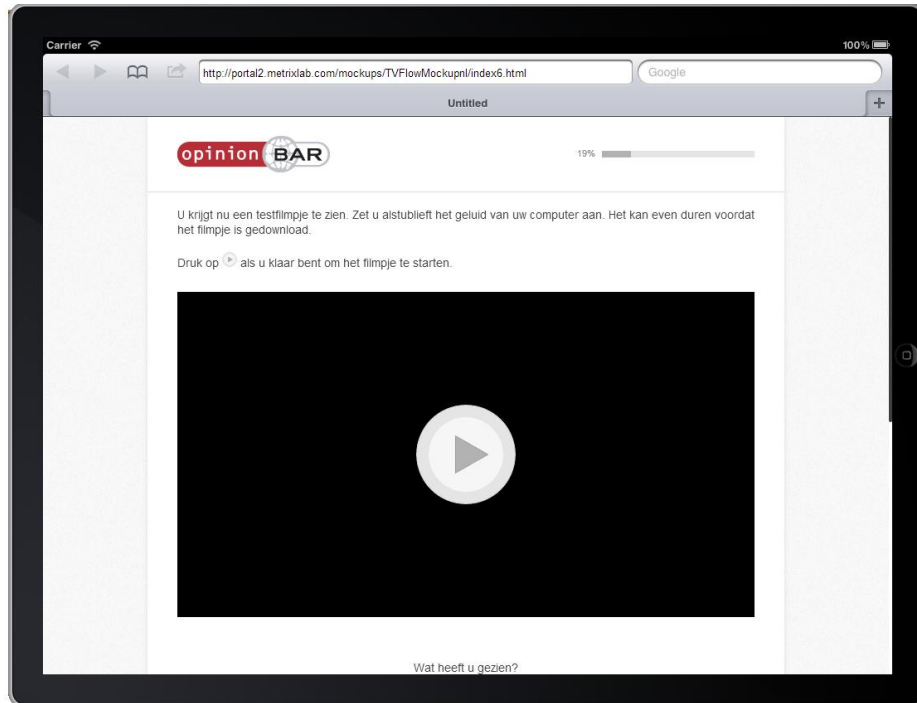 Carrier 100%
http://portal2.metrixlab.com/mockups/TVFlowMockupnl/index6.html Google
Untitled
opinion BAR 19%
U krijgt nu een testfilmpje te zien. Zet u alstublieft het geluid van uw computer aan. Het kan even duren voordat
het filmpje is gedownload.
Druk op als u klaar bent om het filmpje te starten.
Wat heeft u gezien?